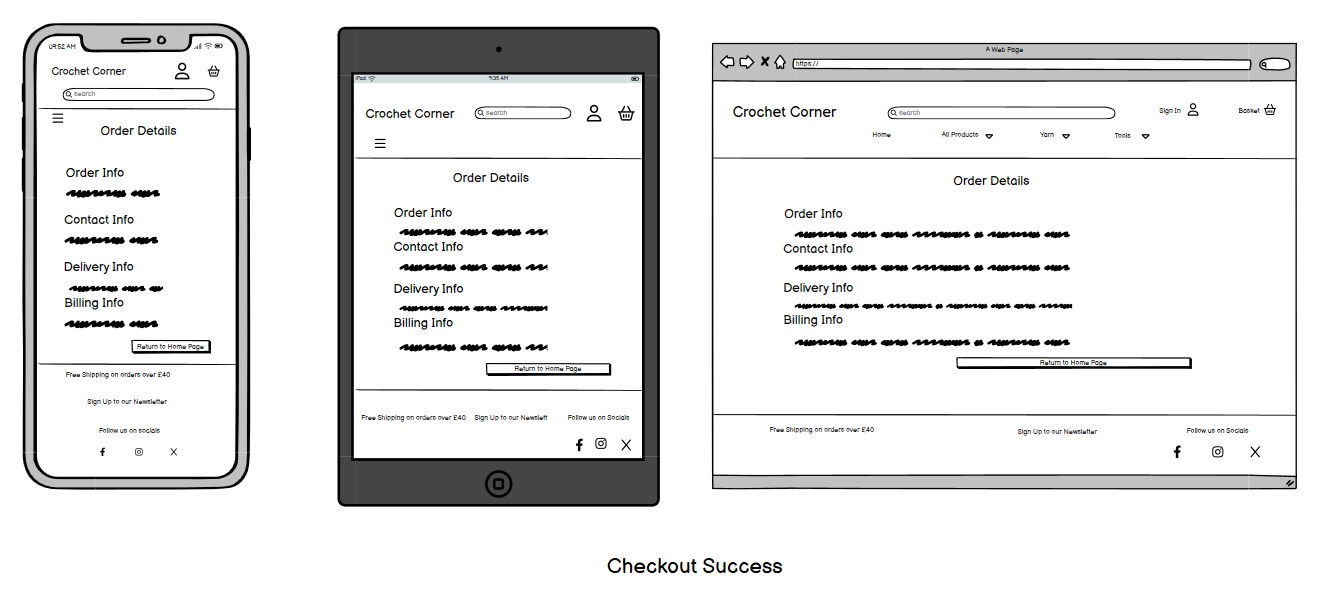 09:52 AM
Crochet Corner
search
Order Details
Order Info
Contact Info
Delivery Info
Billing Info
Return to Home Page
Free Shipping on orders over £40
Sign Up to our Newsletter
Follow us on socials
iPad
9:35 AM
Crochet Corner
search
Order Details
Order Info
Contact Info
Delivery Info
Billing Info
Return to Home Page
Free Shipping on orders over £40 Sign Up to our Newslett Follow us on Socials
A Web Page
https://
Crochet Corner
search
Sign In
Basket
Home All Products Yarn Tools
Order Details
Order Info
Contact Info
Delivery Info
Billing Info
Return to Home Page
Free Shipping on orders over £40 Sign Up to our Newsletter Follow us on Socials
Checkout Success